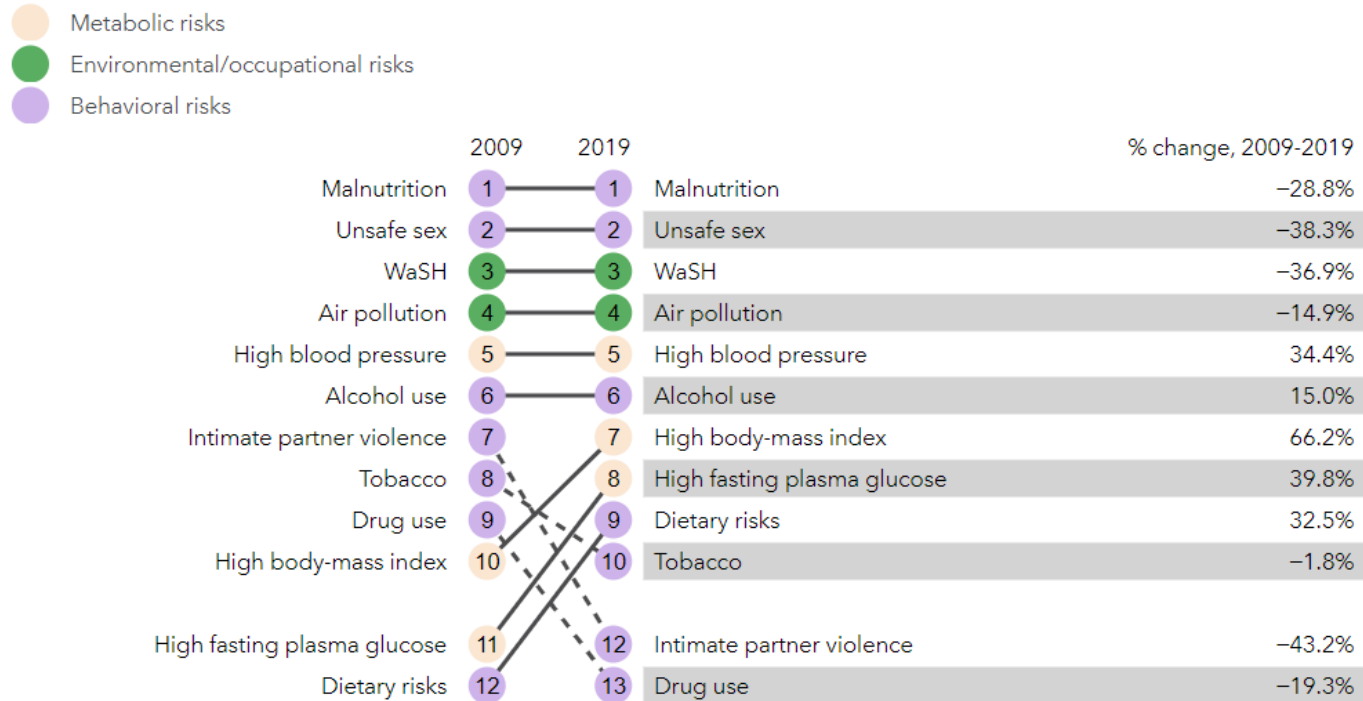 Metabolic risks
Environmental/occupational risks
Behavioral risks
2009 2019 % change, 2009-2019
Malnutrition 1 1 Malnutrition −28.8%
Unsafe sex 2 2 Unsafe sex −38.3%
WaSH 3 3 WaSH −36.9%
Air pollution 4 4 Air pollution −14.9%
High blood pressure 5 5 High blood pressure 34.4%
Alcohol use 6 6 Alcohol use 15.0%
Intimate partner violence 7 7 High body-mass index 66.2%
Tobacco 8 8 High fasting plasma glucose 39.8%
Drug use 9 9 Dietary risks 32.5%
High body-mass index 10 10 Tobacco −1.8%
High fasting plasma glucose 11 12 Intimate partner violence −43.2%
Dietary risks 12 13 Drug use −19.3%